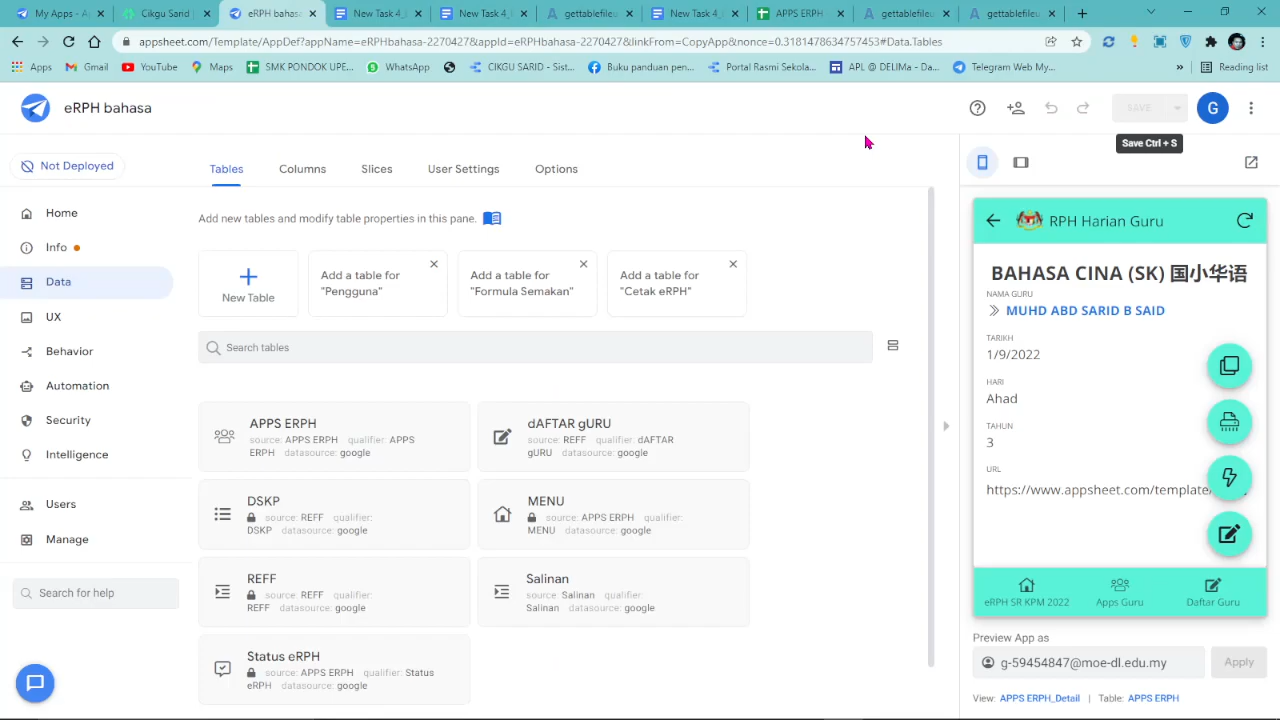 My Apps - A
Cikgu Sarid
eRPH bahas
New Task 4_
New Task 4_
gettablefileu
New Task 4_
APPS ERPH
gettablefileu
gettablefileu
appsheet.com/Template/AppDef?appName=eRPHbahasa-2270427&appId=eRPHbahasa-2270427&linkFrom=CopyApp&nonce=0.3181478634757453#Data.Tables
Apps
Gmail
YouTube
Maps
SMK PONDOK UPE...
WhatsApp
CIKGU SARID - Sist...
Buku panduan pen...
Portal Rasmi Sekola...
APL @ DELIMa - Da...
Telegram Web My...
»
Reading list
eRPH bahasa
SAVE
G
Save Ctrl + S
Not Deployed
Home
Info
Data
UX
Behavior
Automation
Security
Intelligence
Users
Manage
Search for help
Tables Columns Slices User Settings Options
Add new tables and modify table properties in this pane.
New Table
Add a table for
"Pengguna"
Add a table for
"Formula Semakan"
Add a table for
"Cetak eRPH"
Search tables
APPS ERPH
source: APPS ERPH qualifier: APPS
ERPH datasource: google
dAFTAR gURU
source: REFF qualifier: dAFTAR
gURU datasource: google
DSKP
source: REFF qualifier:
DSKP datasource: google
MENU
source: APPS ERPH qualifier:
MENU datasource: google
REFF
source: REFF qualifier:
REFF datasource: google
Salinan
source Salinan qualifier:
Salinan datasource: google
Status eRPH
source: APPS ERPH qualifier: Status
eRPH datasource: google
RPH Harian Guru
BAHASA CINA (SK) 国小华语
NAMA GURU
MUHD ABD SARID B SAID
TARIKH
1/9/2022
HARI
Ahad
TAHUN
3
URL
https://www.appsheet.com/template/
eRPH SR KPM 2022
Apps Guru
Daftar Guru
Preview App as
g-59454847@moe-dl.edu.my
Apply
View: APPS ERPH_Detail | Table: APPS ERPH